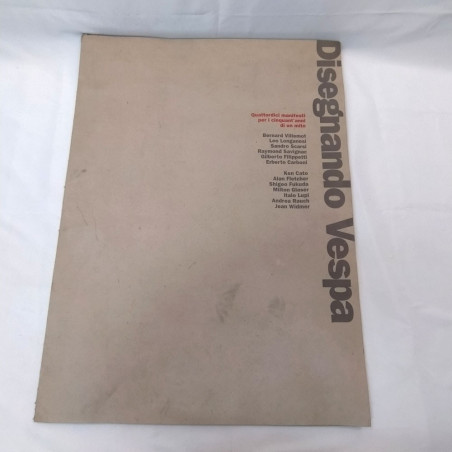 Disegnando Vespa
Quattordici manifesti
per i cinquant'anni
di un mito
Bernard Villemot
Leo Longanesi
Sandro Scarsi
Raymond Savignac
Gilberto Filippetti
Erberto Carboni
Ken Cato
Alan Fletcher
Shigeo Fukuda
Milton Glaser
Italo Lupi
Andrea Rauch
Jean Widmer